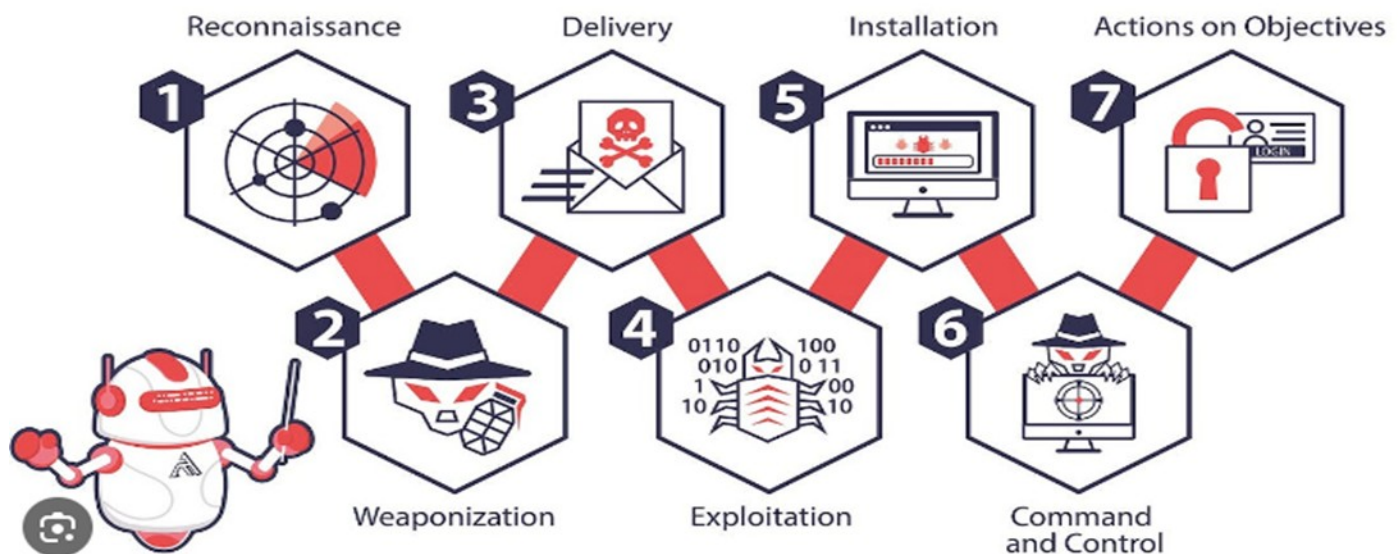 Reconnaissance
Delivery
Installation
Actions on Objectives
1
3
5
7
LOGIN
2
4
6
0110 100
010 0 11
1 00
10 10
Weaponization
Exploitation
Command
and Control